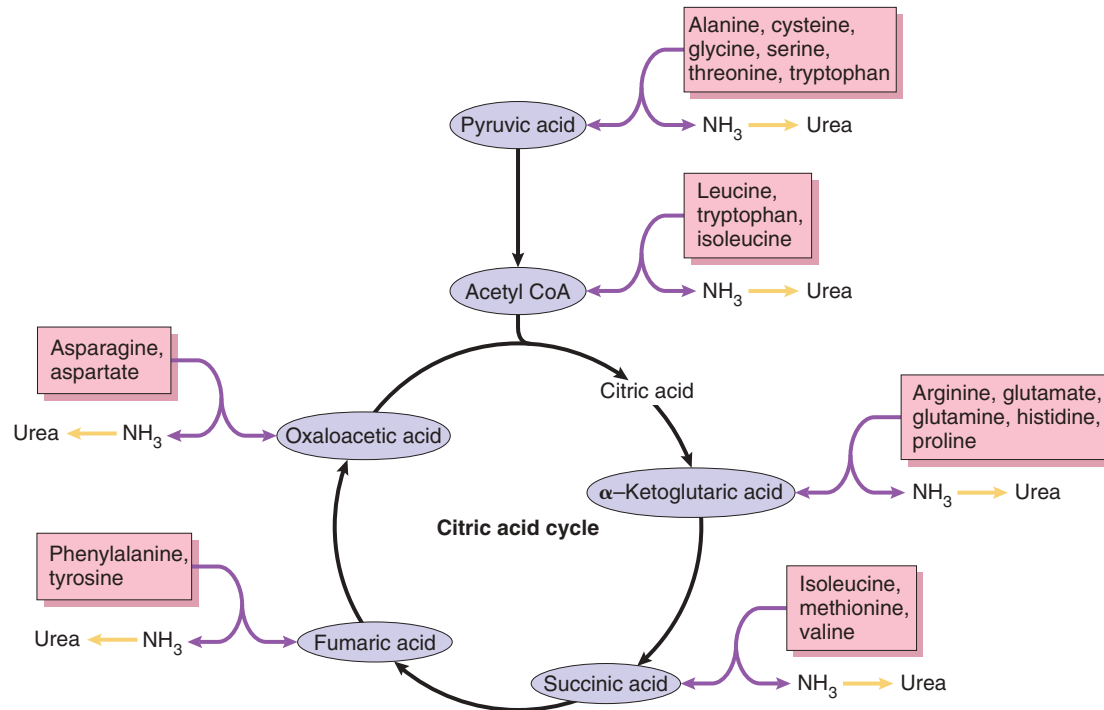 Alanine, cysteine,
glycine, serine,
threonine, tryptophan
Pyruvic acid
NH3
Urea
Leucine,
tryptophan,
isoleucine
Acetyl CoA
NH3
Urea
Asparagine,
aspartate
Citric acid
Arginine, glutamate,
glutamine, histidine,
proline
Urea
NH3
Oxaloacetic acid
α–Ketoglutaric acid
NH3
Urea
Citric acid cycle
Phenylalanine,
tyrosine
Isoleucine,
methionine,
valine
Urea
NH3
Fumaric acid
Succinic acid
NH3
Urea